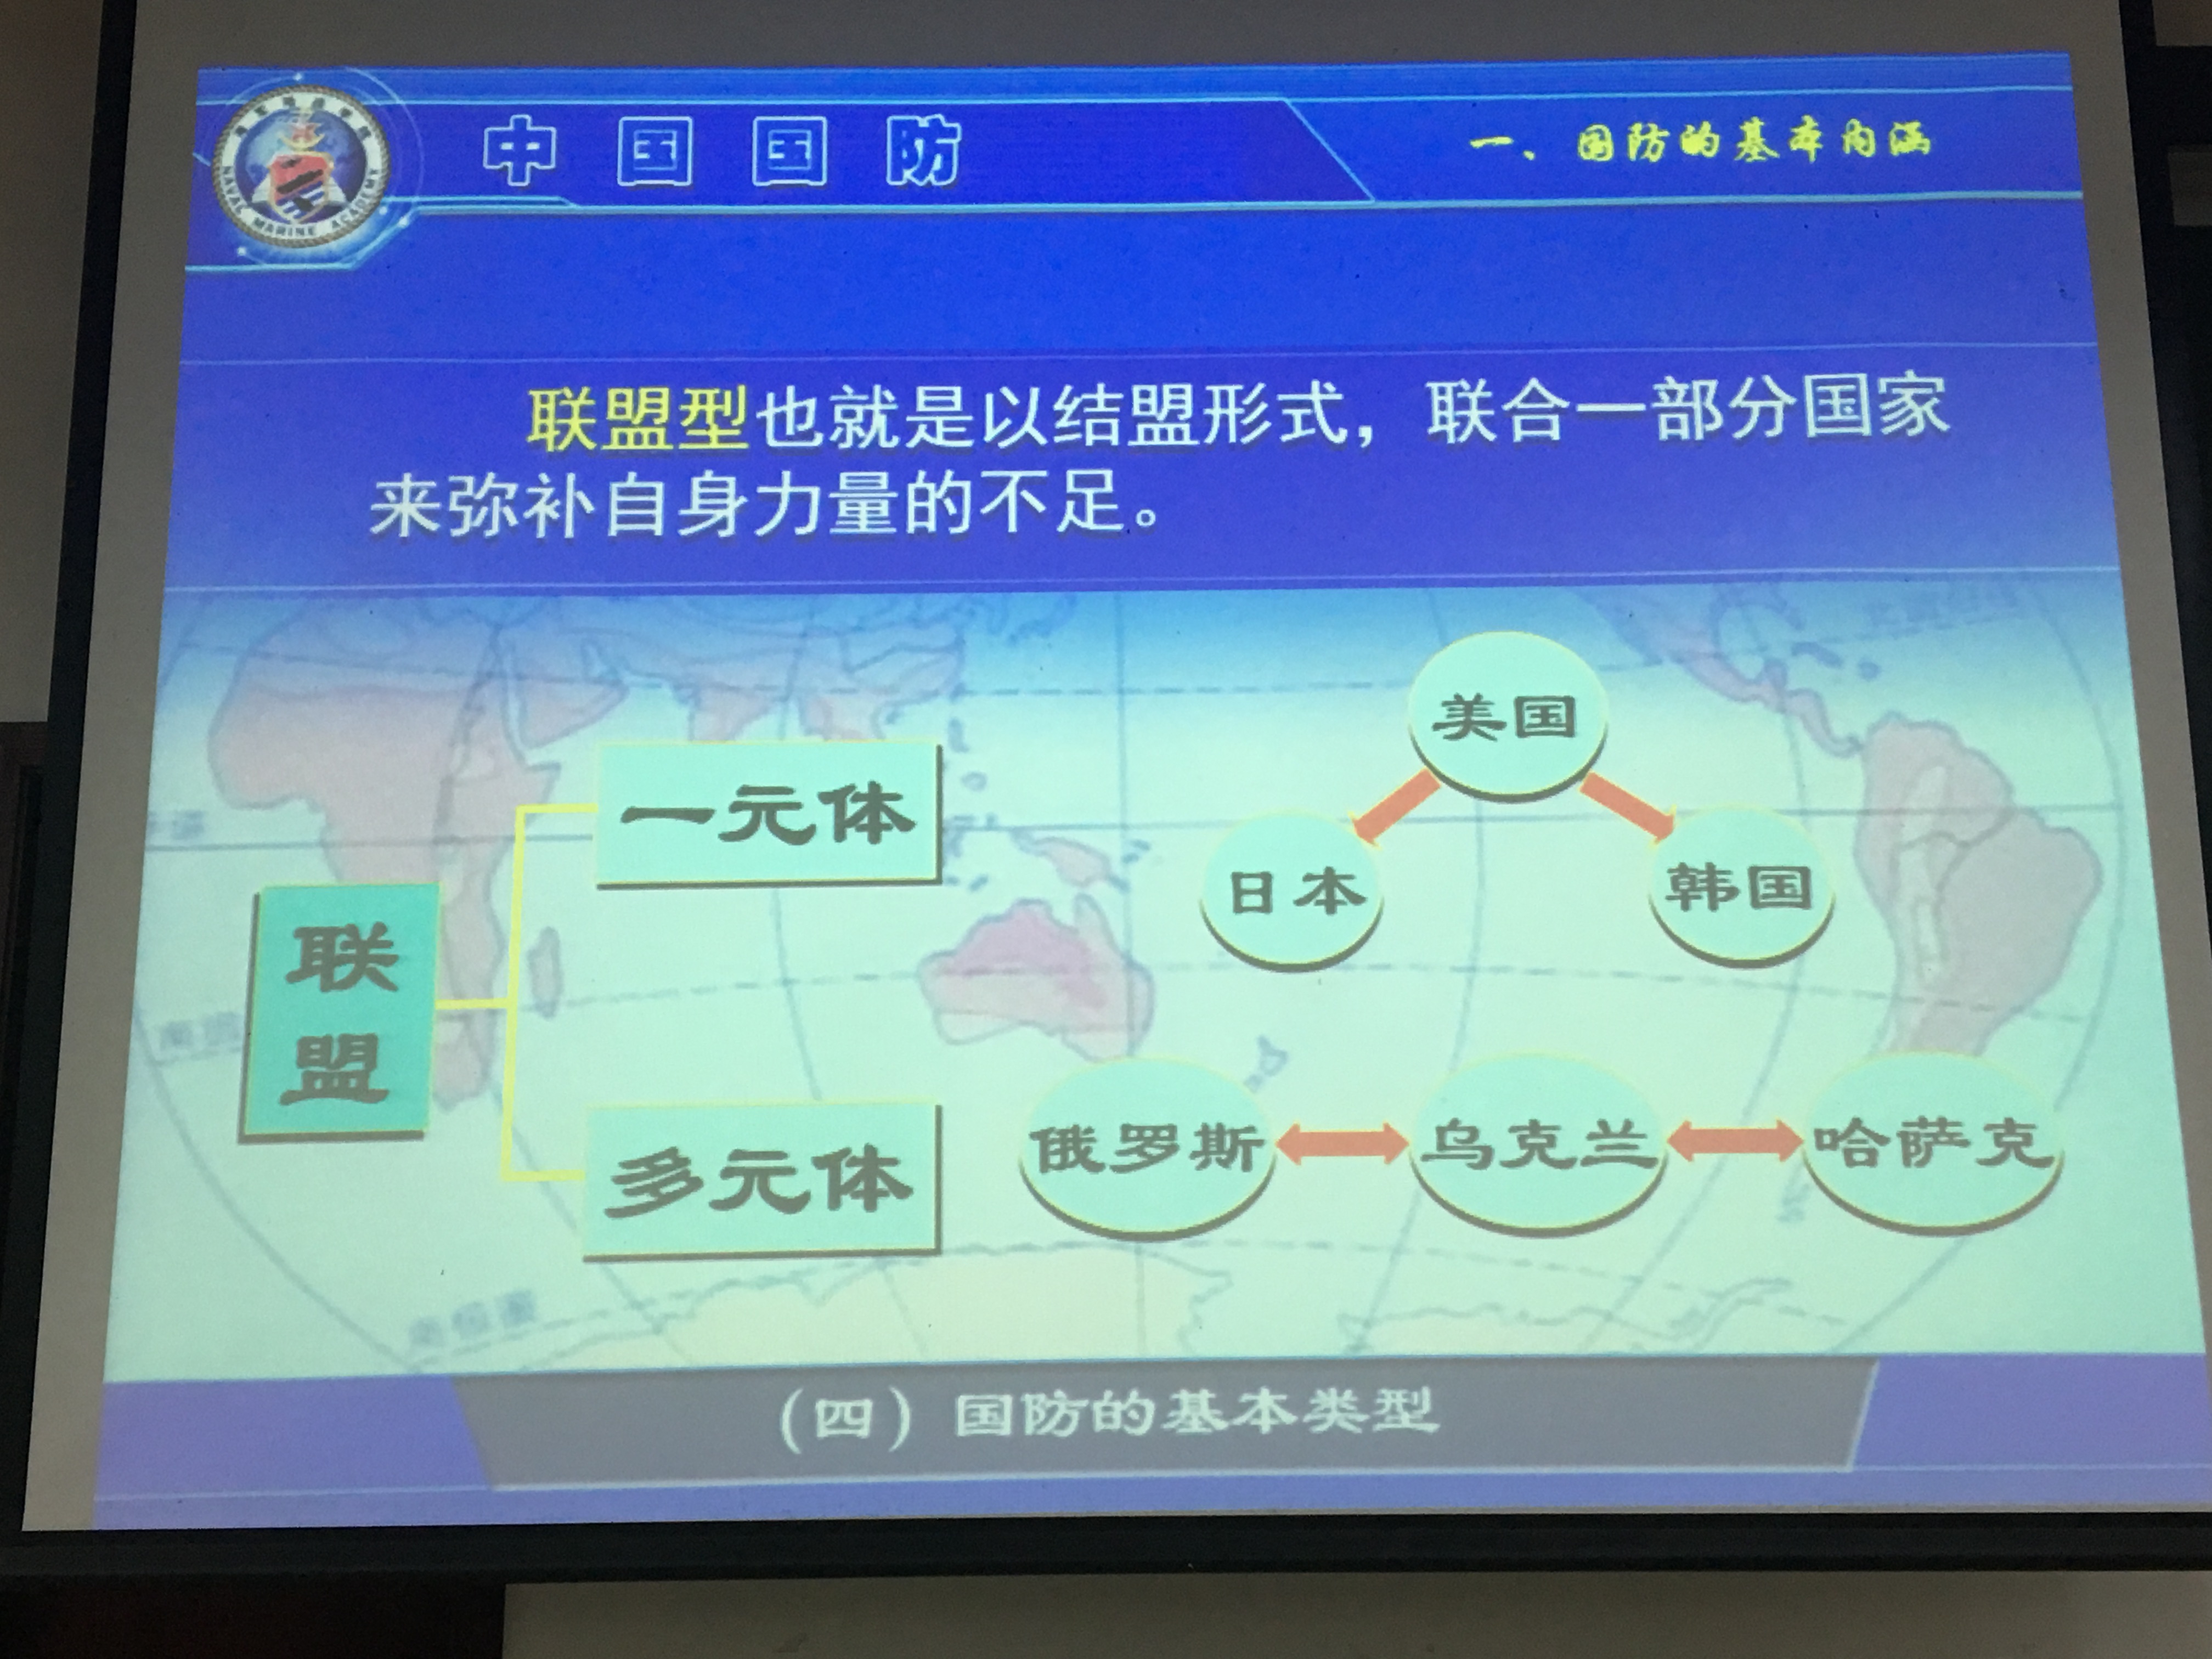 中国国防
一、国防的基本内涵
NAVAL MARINE ACADEMY
联盟型也就是以结盟形式，联合一部分国家
来弥补自身力量的不足。
美国
一元体
日本
韩国
联
盟
多元体
俄罗斯
乌克兰
哈萨克
（四）国防的基本类型